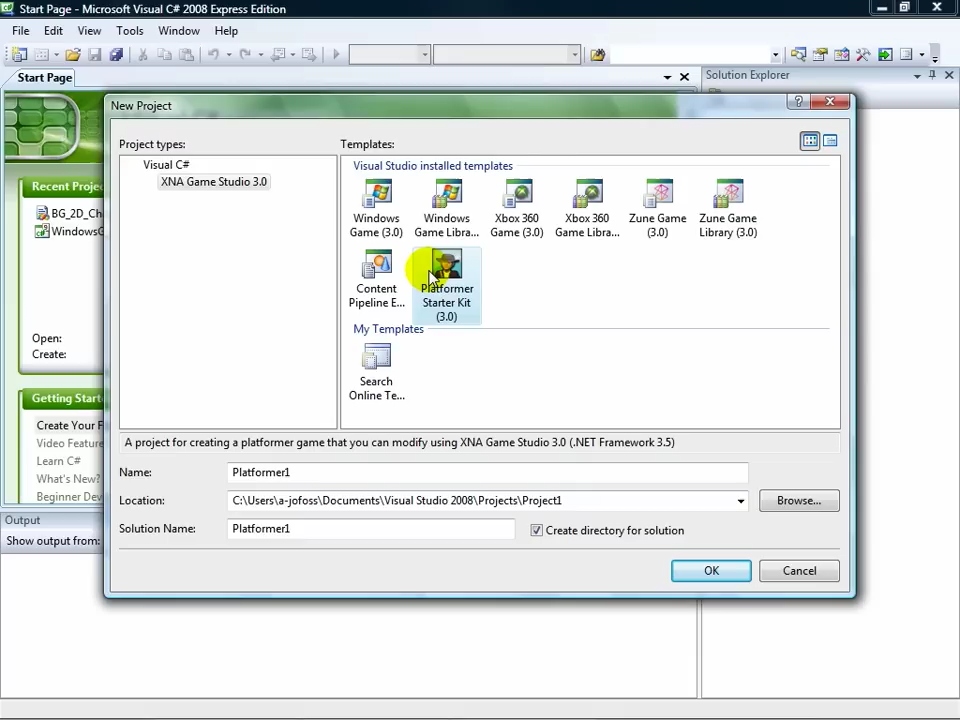 Start Page - Microsoft Visual C# 2008 Express Edition
File Edit View Tools Window Help
Start Page
Solution Explorer
New Project
Project types:
Templates:
Visual C#
XNA Game Studio 3.0
Visual Studio installed templates
Windows Game (3.0)
Windows Game Libra...
Xbox 360 Game (3.0)
Xbox 360 Game Libra...
Zune Game (3.0)
Zune Game Library (3.0)
Content Pipeline E...
Platformer Starter Kit (3.0)
My Templates
Search Online Te...
A project for creating a platformer game that you can modify using XNA Game Studio 3.0 (.NET Framework 3.5)
Name:
Platformer1
Location:
C:\Users\a-jofoss\Documents\Visual Studio 2008\Projects\Project1
Browse...
Solution Name:
Platformer1
Create directory for solution
OK
Cancel
Recent
BG_2D_
Open:
Create:
Getting
Create Your
Video
Learn C#
What's New?
Beginner
Output
Show output from: